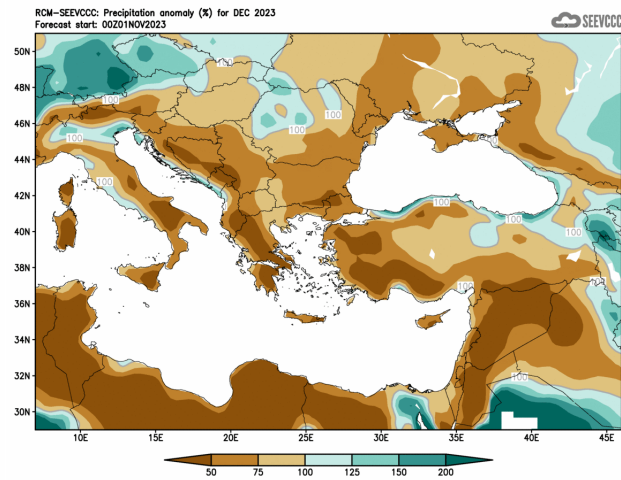 RCM-SEEVCCC: Precipitation anomaly (%) for DEC 2023
Forecast start: 00Z01NOV2023
SEEVCCC
50N
48N
46N
44N
42N
40N
38N
36N
34N
32N
30N
100
100
100
100
100
100
100
100
100
100
100
10E 15E 20E 25E 30E 35E 40E 45E
50 75 100 125 150 200